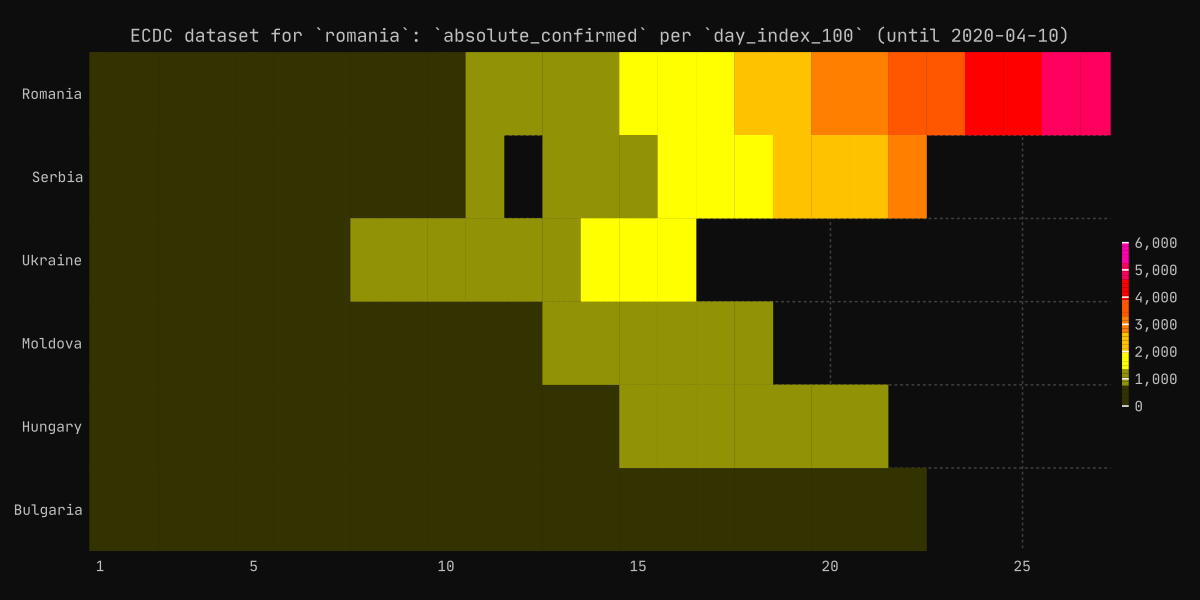 ECDC dataset for `romania`: `absolute_confirmed` per `day_index_100` (until 2020-04-10)
Romania
Serbia
Ukraine
Moldova
Hungary
Bulgaria
1 5 10 15 20 25
6,000
5,000
4,000
3,000
2,000
1,000
0